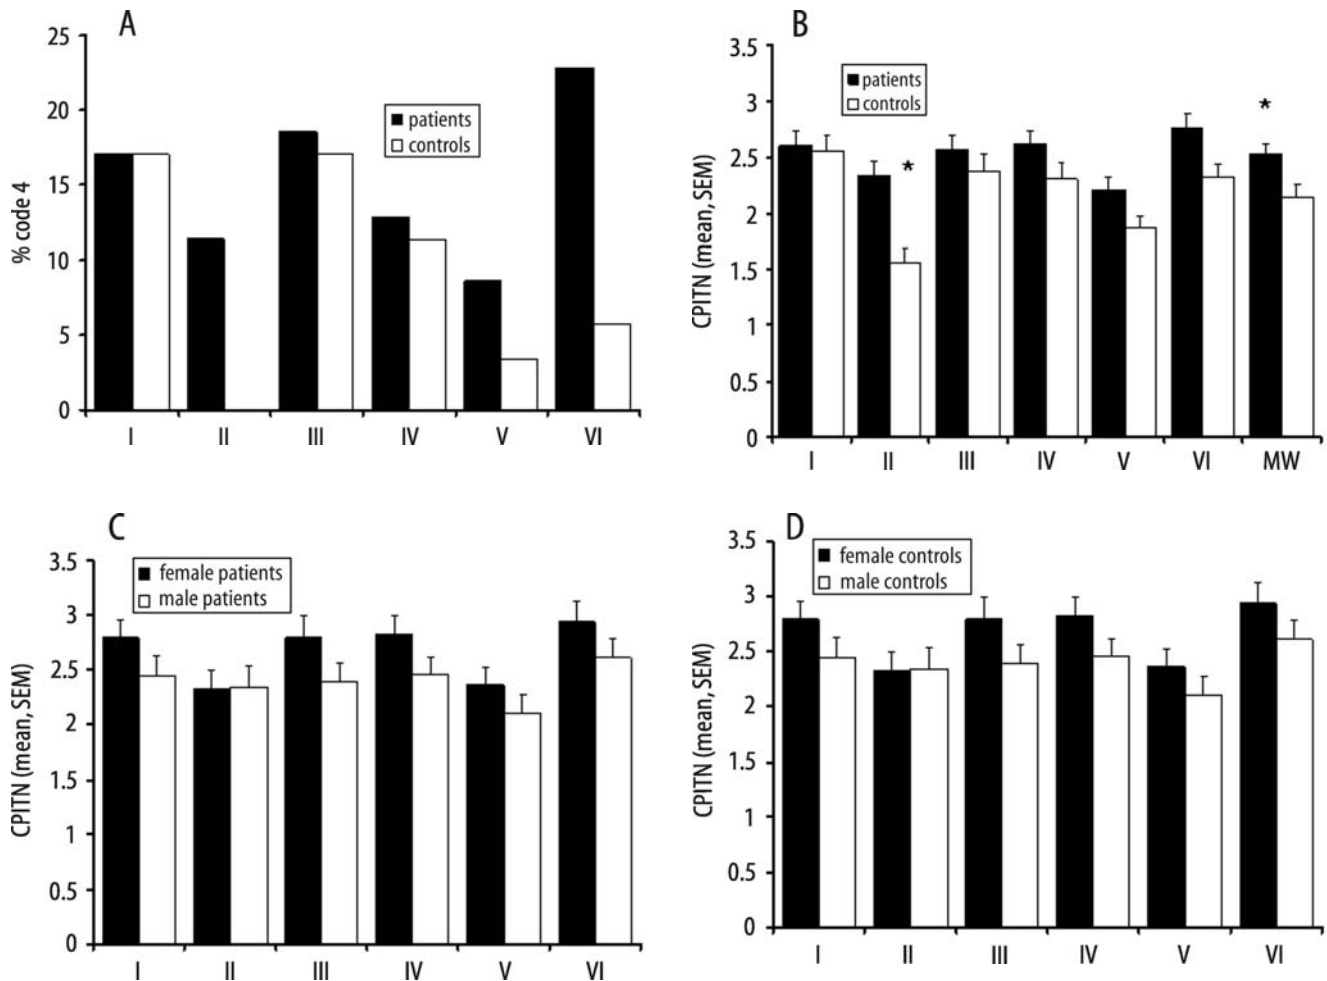 A
25
20
15
10
5
0
% code 4
patients
controls
I II III IV V VI
B
3.5
3
2.5
2
1.5
1
0.5
0
CPITN (mean, SEM)
patients
controls
*
*
I II III IV V VI MW
C
3.5
3
2.5
2
1.5
1
0.5
0
CPITN (mean, SEM)
female patients
male patients
I II III IV V VI
D
3.5
3
2.5
2
1.5
1
0.5
0
CPITN (mean, SEM)
female controls
male controls
I II III IV V VI